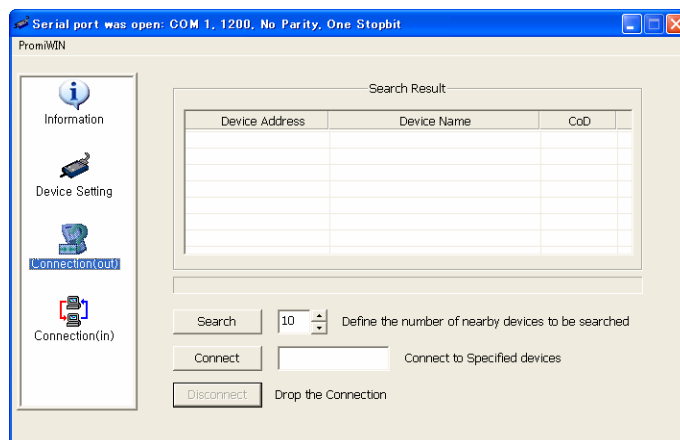 Serial port was open: COM 1, 1200, No Parity, One Stopbit
PromiWIN
Information
Device Setting
Connection(out)
Connection(in)
Search Result
Device Address Device Name CoD
Search 10 Define the number of nearby devices to be searched
Connect Connect to Specified devices
Disconnect Drop the Connection